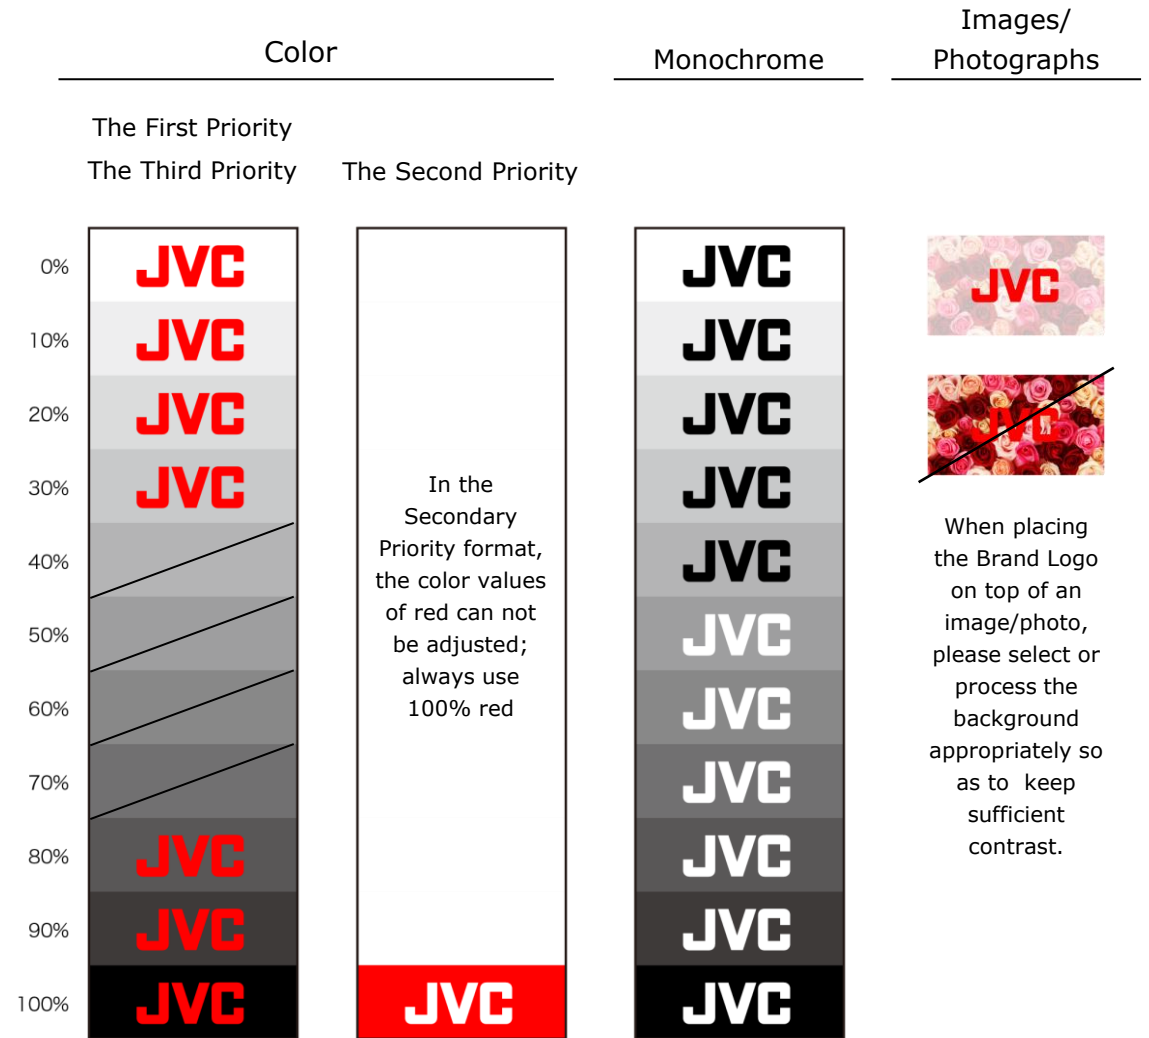 Color
Monochrome
Images/
Photographs
The First Priority
The Third Priority
The Second Priority
0%
JVC
JVC
JVC
10%
JVC
JVC
20%
JVC
JVC
JVC
30%
JVC
JVC
40%
JVC
50%
JVC
60%
JVC
70%
JVC
80%
JVC
JVC
90%
JVC
JVC
100%
JVC
JVC
JVC
In the
Secondary
Priority format,
the color values
of red can not
be adjusted;
always use
100% red
When placing
the Brand Logo
on top of an
image/photo,
please select or
process the
background
appropriately so
as to keep
sufficient
contrast.